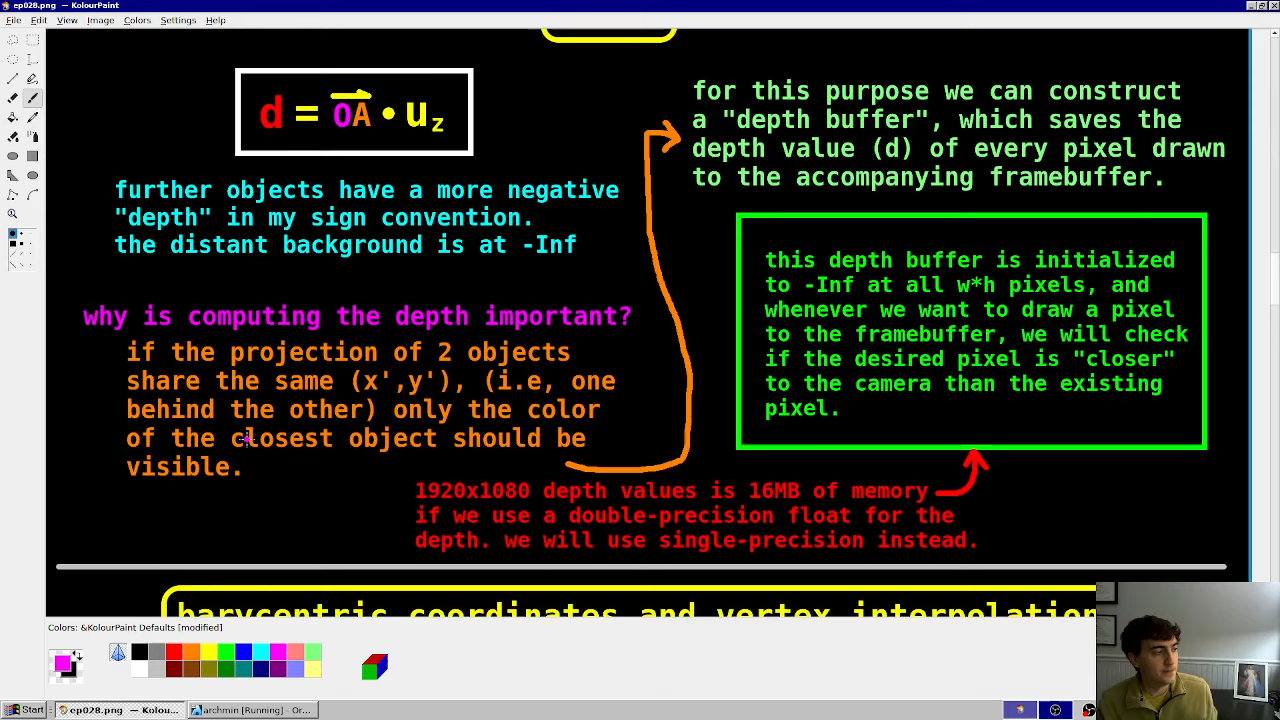 ep028.png — KolourPaint
File Edit View Image Colors Settings Help
d = oA • uz
further objects have a more negative
"depth" in my sign convention.
the distant background is at -Inf
why is computing the depth important?
if the projection of 2 objects
share the same (x',y'), (i.e, one
behind the other) only the color
of the closest object should be
visible.
for this purpose we can construct
a "depth buffer", which saves the
depth value (d) of every pixel drawn
to the accompanying framebuffer.
this depth buffer is initialized
to -Inf at all w*h pixels, and
whenever we want to draw a pixel
to the framebuffer, we will check
if the desired pixel is "closer"
to the camera than the existing
pixel.
1920x1080 depth values is 16MB of memory
if we use a double-precision float for the
depth. we will use single-precision instead.
barycentric coordinates and vertex interpolation
Colors: &KolourPaint Defaults [modified]
Start ep028.png — Kolou... archmin [Running] - Or...